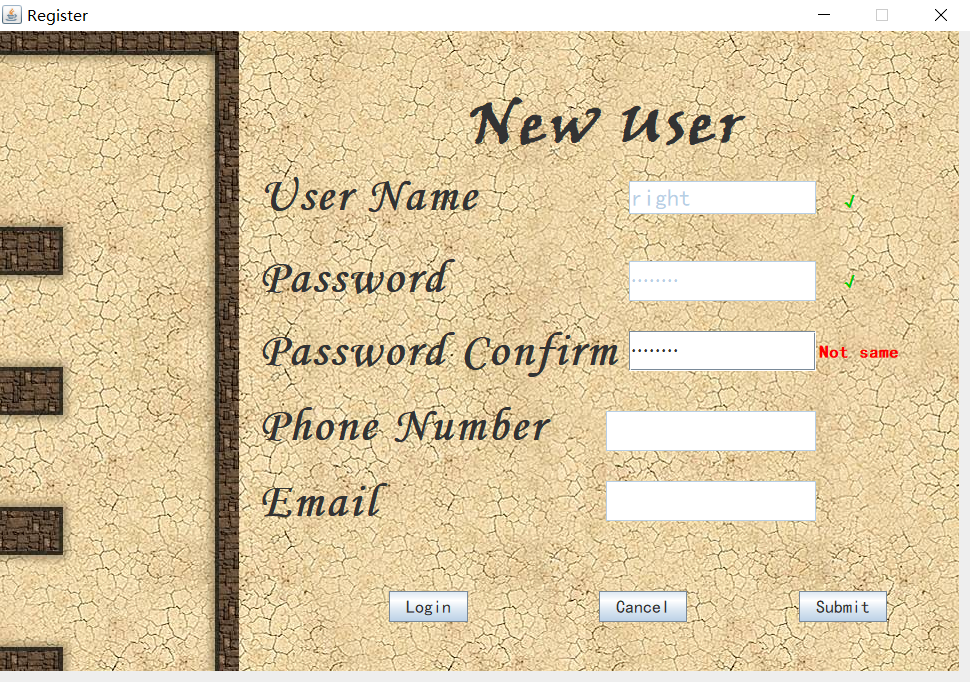 Register
New User
User Name right √
Password ········ √
Password Confirm ········ Not same
Phone Number
Email
Login Cancel Submit